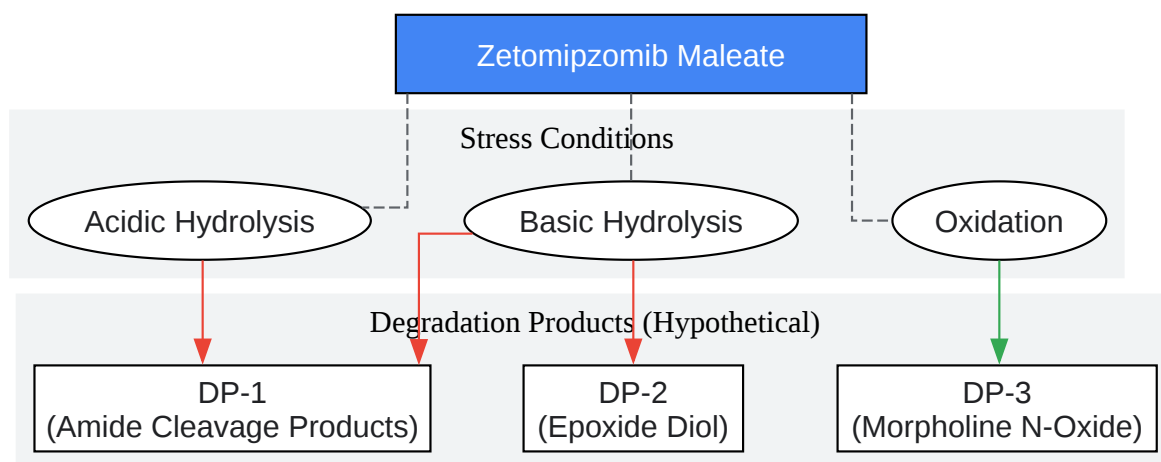 Zetomipzomib Maleate
Stress Conditions
Acidic Hydrolysis
Basic Hydrolysis
Oxidation
Degradation Products (Hypothetical)
DP-1
(Amide Cleavage Products)
DP-2
(Epoxide Diol)
DP-3
(Morpholine N-Oxide)